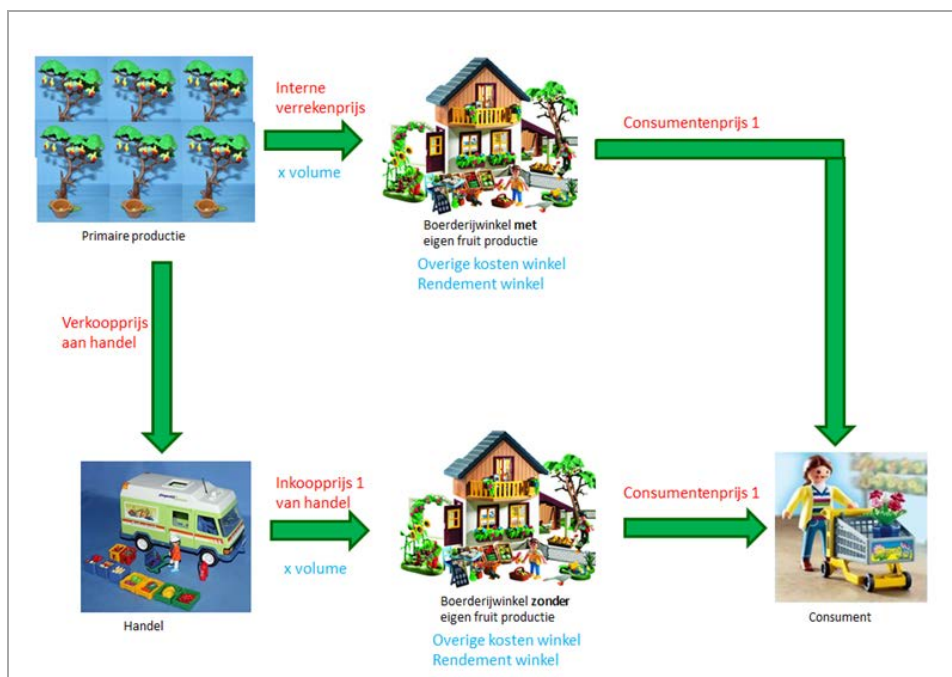 Interne
verrekenprijs
x volume
Consumentenprijs 1
Primaire productie
Boerderijwinkel met
eigen fruit productie
Overige kosten winkel
Rendement winkel
Verkoopprijs
aan handel
Inkoopprijs 1
van handel
x volume
Consumentenprijs 1
Handel
Boerderijwinkel zonder
eigen fruit productie
Overige kosten winkel
Rendement winkel
Consument